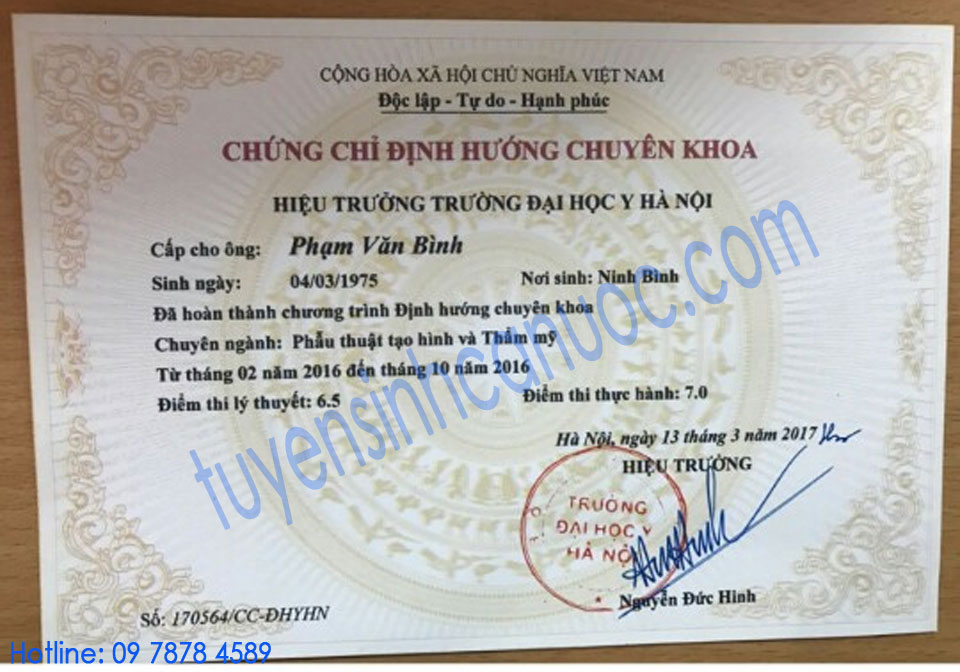 CỘNG HÒA XÃ HỘI CHỦ NGHĨA VIỆT NAM
Độc lập - Tự do - Hạnh phúc
CHỨNG CHỈ ĐỊNH HƯỚNG CHUYÊN KHOA
HIỆU TRƯỞNG TRƯỜNG ĐẠI HỌC Y HÀ NỘI
Cấp cho ông: Phạm Văn Bình
Sinh ngày: 04/03/1975 Nơi sinh: Ninh Bình
Đã hoàn thành chương trình Định hướng chuyên khoa
Chuyên ngành: Phẫu thuật tạo hình và Thẩm mỹ
Từ tháng 02 năm 2016 đến tháng 10 năm 2016
Điểm thi lý thuyết: 6.5 Điểm thi thực hành: 7.0
Hà Nội, ngày 13 tháng 3 năm 2017
HIỆU TRƯỞNG
TRƯỜNG
ĐẠI HỌC Y
HÀ NỘI
Nguyễn Đức Hinh
Số: 170564/CC-ĐHYHN
tuyensinhcanuoc.com
Hotline: 09 7878 4589